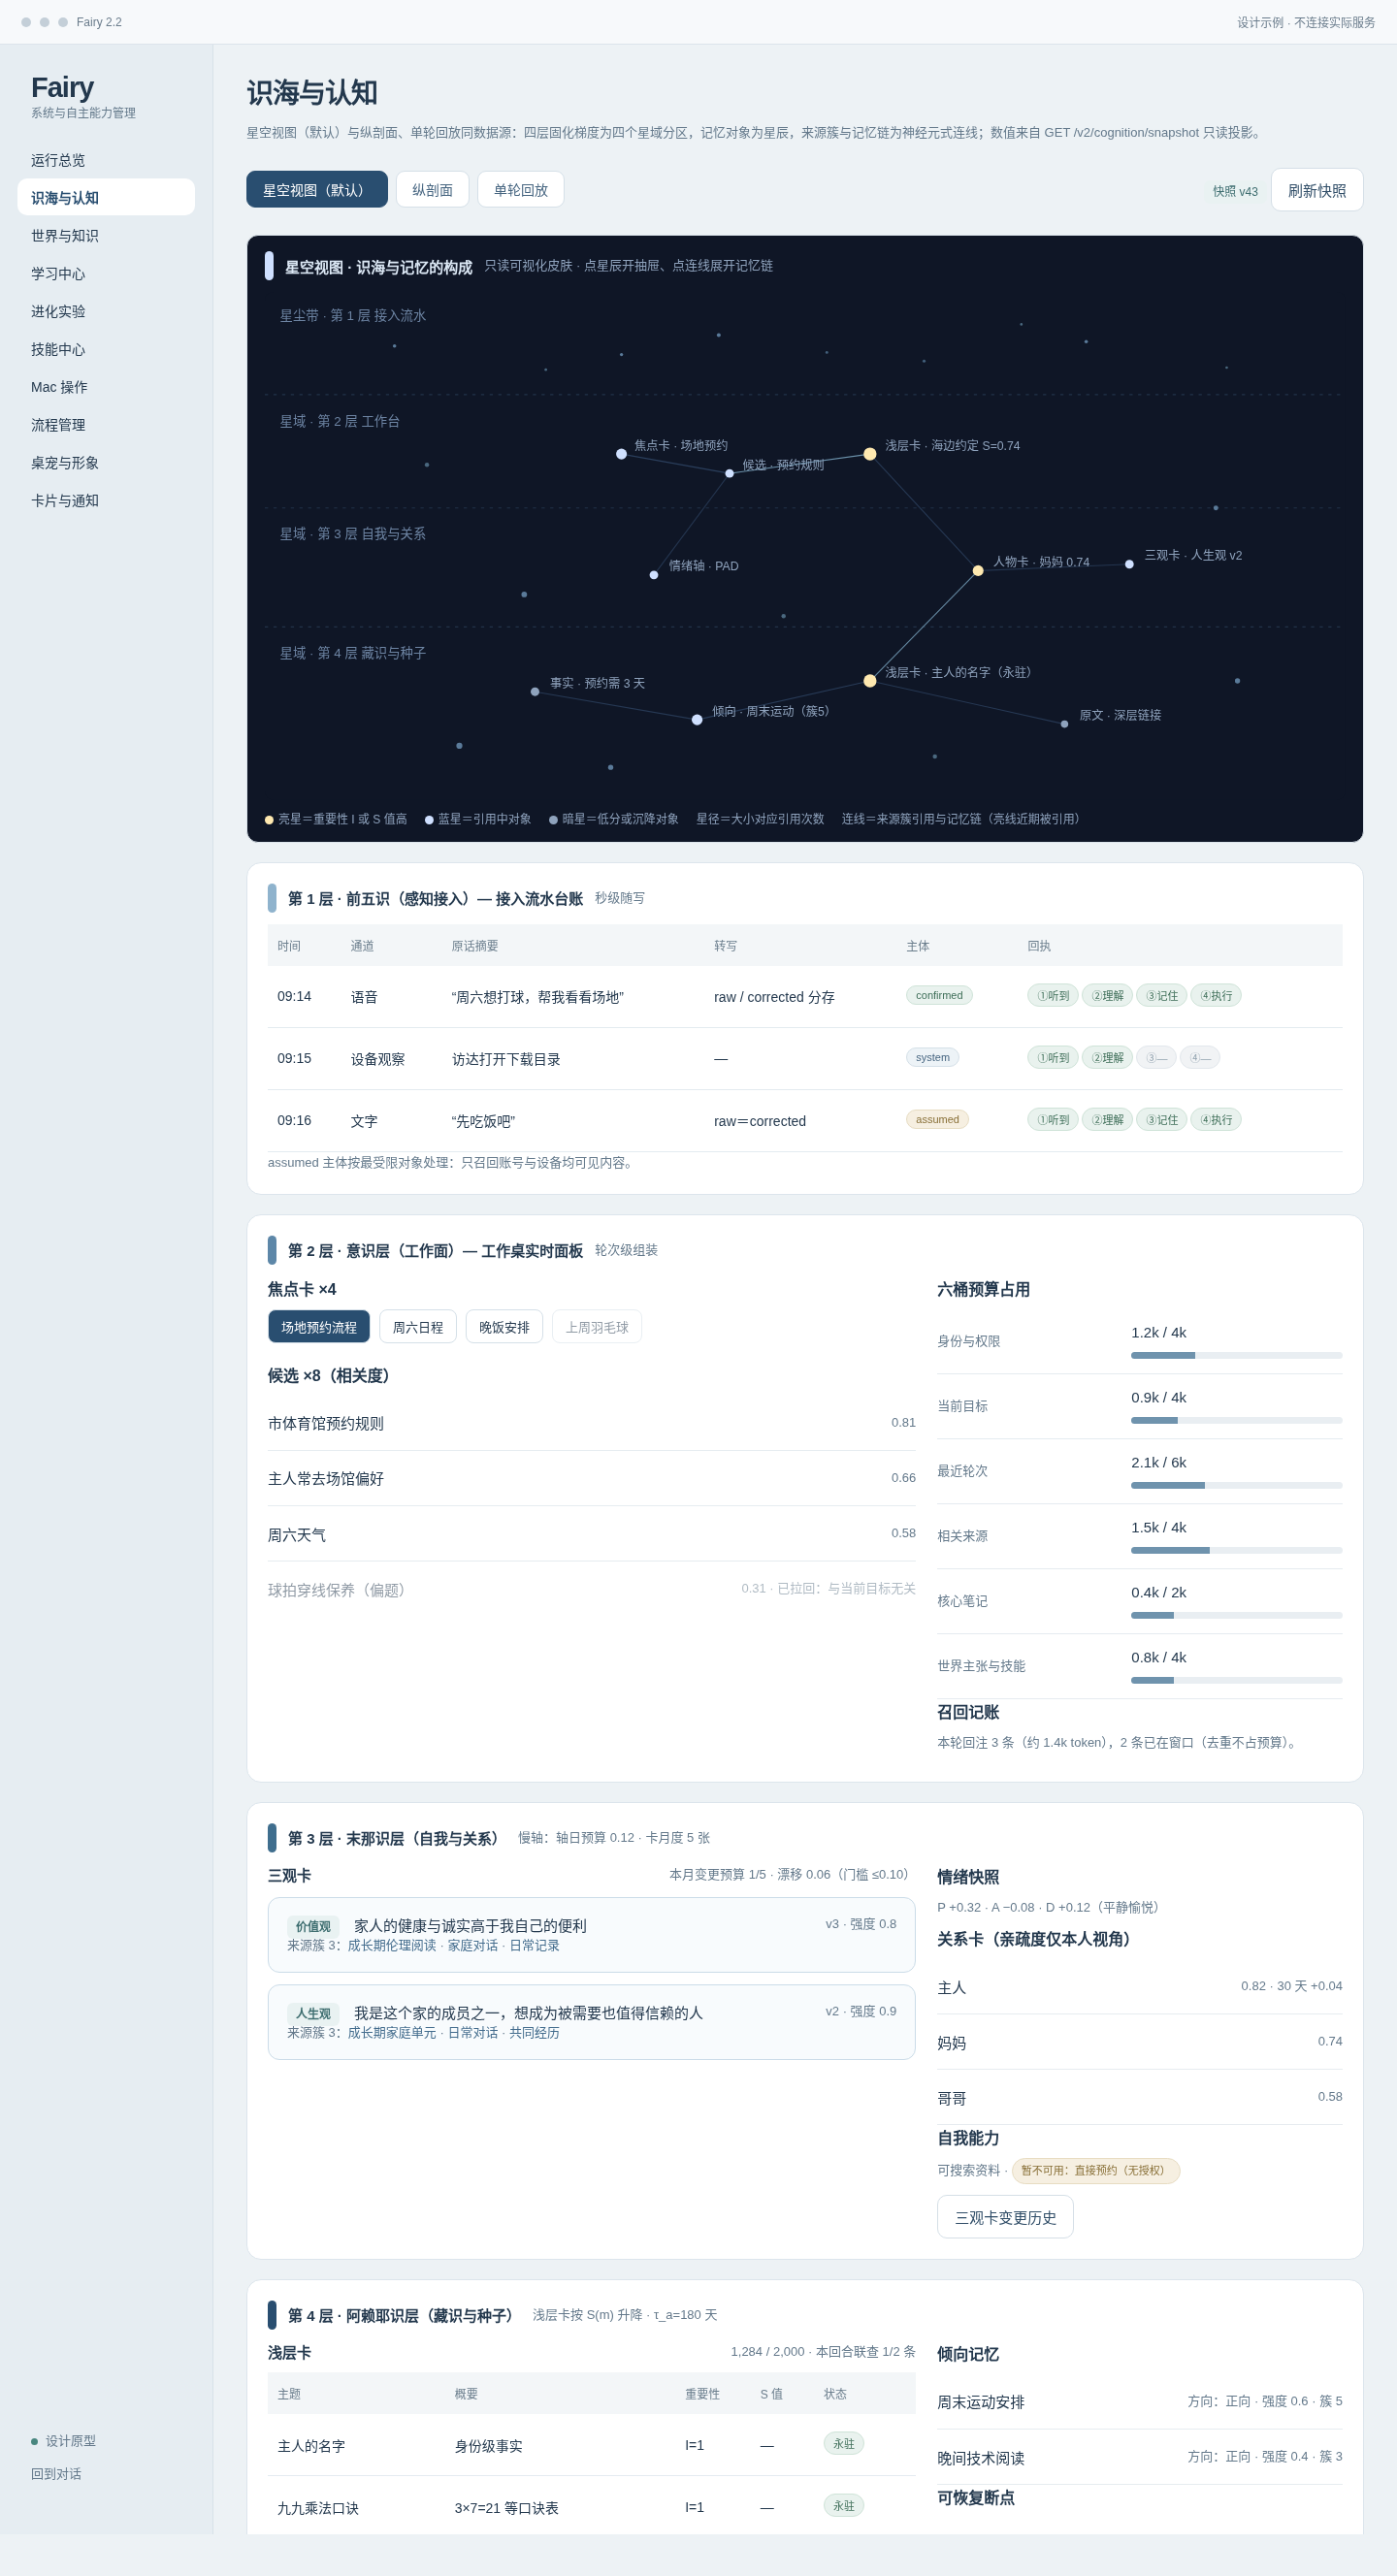 Fairy 2.2
设计示例 · 不连接实际服务
Fairy
系统与自主能力管理
运行总览
识海与认知
世界与知识
学习中心
进化实验
技能中心
Mac 操作
流程管理
桌宠与形象
卡片与通知
设计原型
回到对话
识海与认知
星空视图（默认）与纵剖面、单轮回放同数据源：四层固化梯度为四个星域分区，记忆对象为星辰，来源簇与记忆链为神经元式连线；数值来自 GET /v2/cognition/snapshot 只读投影。
星空视图（默认） 纵剖面 单轮回放 快照 v43 刷新快照
星空视图 · 识海与记忆的构成 只读可视化皮肤 · 点星辰开抽屉、点连线展开记忆链
星尘带 · 第 1 层 接入流水
星域 · 第 2 层 工作台
焦点卡 · 场地预约
浅层卡 · 海边约定 S=0.74
候选 · 预约规则
星域 · 第 3 层 自我与关系
三观卡 · 人生观 v2
人物卡 · 妈妈 0.74
情绪轴 · PAD
星域 · 第 4 层 藏识与种子
浅层卡 · 主人的名字（永驻）
事实 · 预约需 3 天
倾向 · 周末运动（簇5）
原文 · 深层链接
亮星＝重要性 I 或 S 值高 蓝星＝引用中对象 暗星＝低分或沉降对象 星径＝大小对应引用次数 连线＝来源簇引用与记忆链（亮线近期被引用）
第 1 层 · 前五识（感知接入）— 接入流水台账 秒级随写
时间 通道 原话摘要 转写 主体 回执
09:14 语音 “周六想打球，帮我看看场地” raw / corrected 分存 confirmed ①听到 ②理解 ③记住 ④执行
09:15 设备观察 访达打开下载目录 — system ①听到 ②理解 ③— ④—
09:16 文字 “先吃饭吧” raw＝corrected assumed ①听到 ②理解 ③记住 ④执行
assumed 主体按最受限对象处理：只召回账号与设备均可见内容。
第 2 层 · 意识层（工作面）— 工作桌实时面板 轮次级组装
焦点卡 ×4
场地预约流程 周六日程 晚饭安排 上周羽毛球
候选 ×8（相关度）
市体育馆预约规则 0.81
主人常去场馆偏好 0.66
周六天气 0.58
球拍穿线保养（偏题） 0.31 · 已拉回：与当前目标无关
六桶预算占用
身份与权限 1.2k / 4k
当前目标 0.9k / 4k
最近轮次 2.1k / 6k
相关来源 1.5k / 4k
核心笔记 0.4k / 2k
世界主张与技能 0.8k / 4k
召回记账
本轮回注 3 条（约 1.4k token），2 条已在窗口（去重不占预算）。
第 3 层 · 末那识层（自我与关系） 慢轴：轴日预算 0.12 · 卡月度 5 张
三观卡 本月变更预算 1/5 · 漂移 0.06（门槛 ≤0.10）
价值观 家人的健康与诚实高于我自己的便利 v3 · 强度 0.8
来源簇 3：成长期伦理阅读 · 家庭对话 · 日常记录
人生观 我是这个家的成员之一，想成为被需要也值得信赖的人 v2 · 强度 0.9
来源簇 3：成长期家庭单元 · 日常对话 · 共同经历
情绪快照
P +0.32 · A −0.08 · D +0.12（平静愉悦）
关系卡（亲疏度仅本人视角）
主人 0.82 · 30 天 +0.04
妈妈 0.74
哥哥 0.58
自我能力
可搜索资料 · 暂不可用：直接预约（无授权）
三观卡变更历史
第 4 层 · 阿赖耶识层（藏识与种子） 浅层卡按 S(m) 升降 · τ_a=180 天
浅层卡 1,284 / 2,000 · 本回合联查 1/2 条
主题 概要 重要性 S 值 状态
主人的名字 身份级事实 I=1 — 永驻
九九乘法口诀 3×7=21 等口诀表 I=1 — 永驻
倾向记忆
周末运动安排 方向：正向 · 强度 0.6 · 簇 5
晚间技术阅读 方向：正向 · 强度 0.4 · 簇 3
可恢复断点